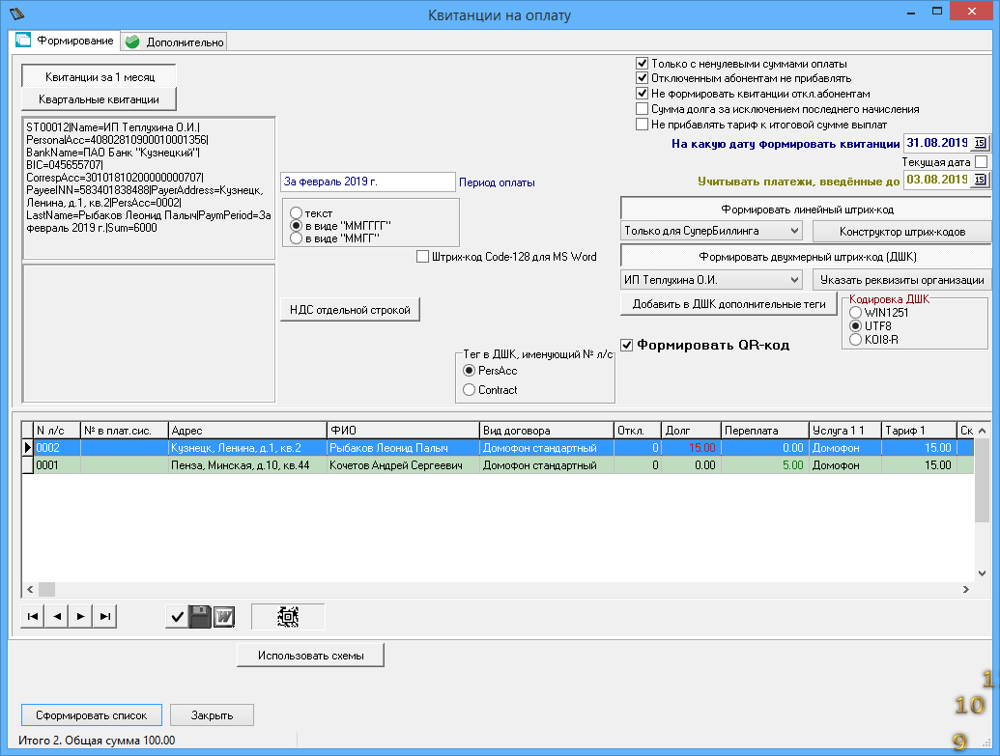 Квитанции на оплату
Формирование
Дополнительно
Квитанции за 1 месяц
Квартальные квитанции
ST00012|Name=ИП Теплухина О.И.|
PersonalAcc=40802810900010001356|
BankName=ПАО Банк "Кузнецкий"|
BIC=045655707|
CorrespAcc=30101810200000000707|
PayeeINN=583401838488|PayerAddress=Кузнецк,
Ленина, д.1, кв.2|PersAcc=0002|
LastName=Рыбаков Леонид Палыч|PaymPeriod=За
февраль 2019 г.|Sum=6000
За февраль 2019 г.
Период оплаты
текст
в виде "ММГГГГ"
в виде "ММГГ"
Штрих-код Code-128 для MS Word
НДС отдельной строкой
Тег в ДШК, именующий № л/с
PersAcc
Contract
Только с ненулевыми суммами оплаты
Отключенным абонентам не прибавлять
Не формировать квитанции откл.абонентам
Сумма долга за исключением последнего начисления
Не прибавлять тариф к итоговой сумме выплат
На какую дату формировать квитанции 31.08.2019 15
Текущая дата
Учитывать платежи, введённые до 03.08.2019 15
Формировать линейный штрих-код
Только для СуперБиллинга
Конструктор штрих-кодов
Формировать двухмерный штрих-код (ДШК)
ИП Теплухина О.И.
Указать реквизиты организации
Добавить в ДШК дополнительные теги
Кодировка ДШК
WIN1251
UTF8
KOI8-R
Формировать QR-код
N л/с № в плат.сис. Адрес ФИО Вид договора Откл. Долг Переплата Услуга 1 1 Тариф 1 Ск
0002 Кузнецк, Ленина, д.1, кв.2 Рыбаков Леонид Палыч Домофон стандартный 0 15.00 0.00 Домофон 15.00
0001 Пенза, Минская, д.10, кв.44 Кочетов Андрей Сергеевич Домофон стандартный 0 0.00 5.00 Домофон 15.00
W
Использовать схемы
Сформировать список
Закрыть
10
9
Итого 2. Общая сумма 100.00